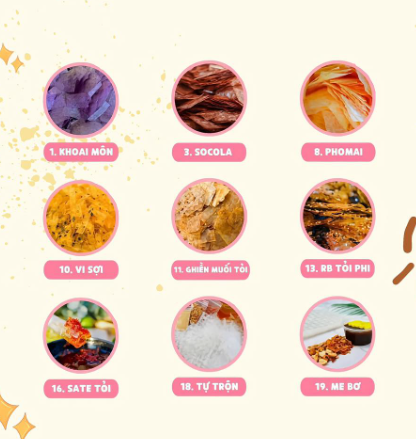 1. KHOAI MÔN
3. SOCOLA
8. PHOMAI
10. VI SỢI
11. GHIỀN MUỐI TỎI
13. RB TỎI PHI
16. SATE TỎI
18. TỰ TRỘN
19. ME BƠ